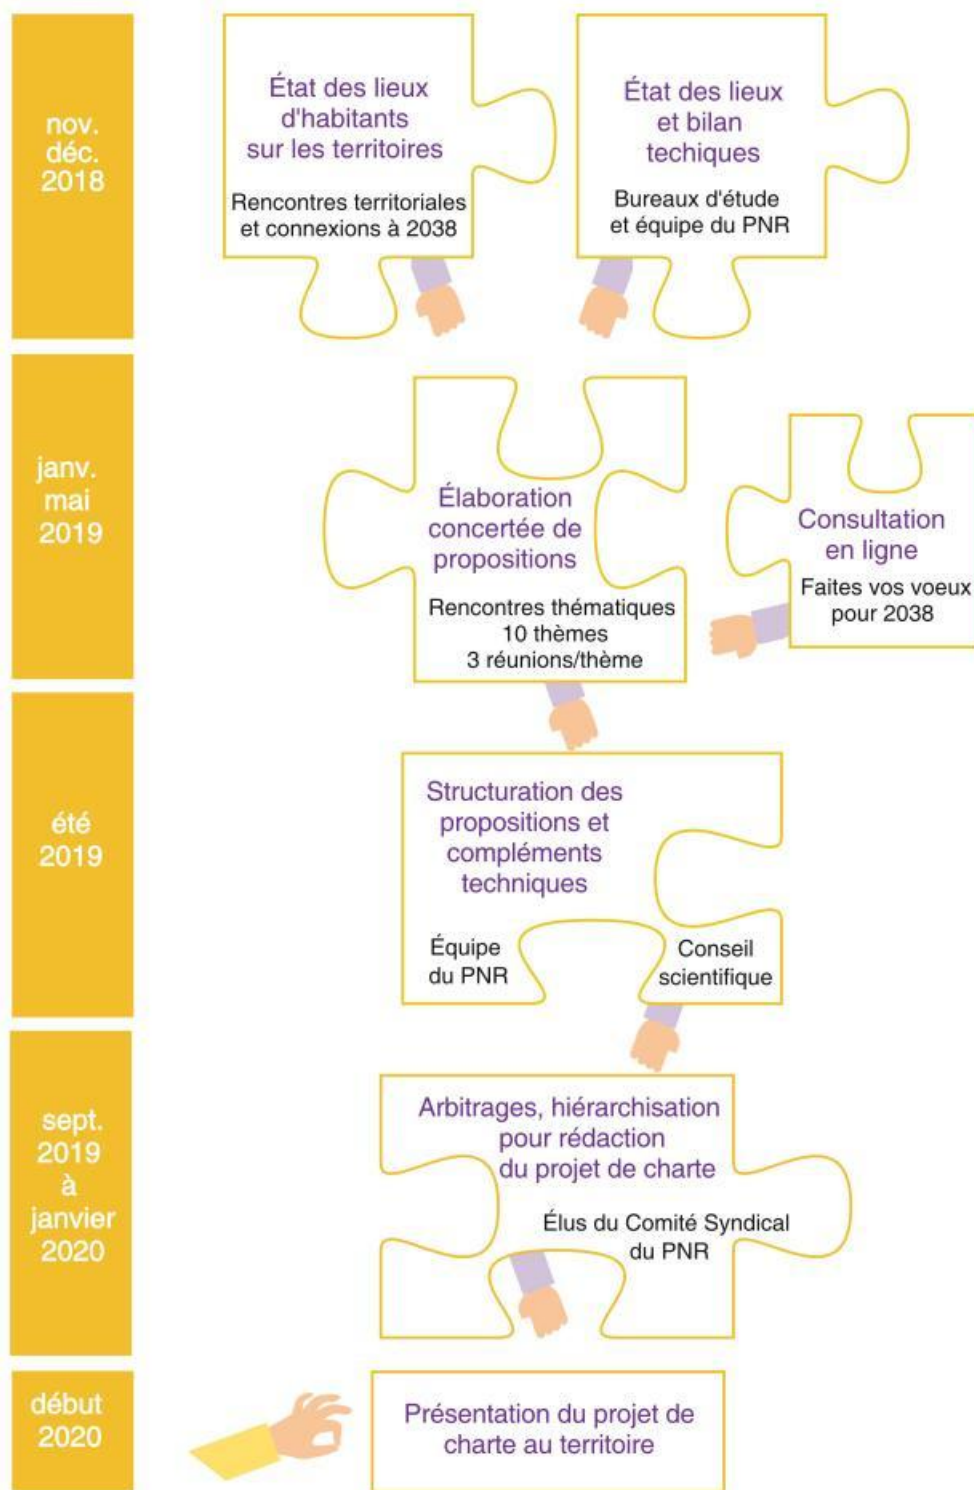 nov.
déc.
2018
État des lieux
d'habitants
sur les territoires
Rencontres territoriales
et connexions à 2038
État des lieux
et bilan
techiques
Bureaux d'étude
et équipe du PNR
janv.
mai
2019
Élaboration
concertée de
propositions
Rencontres thématiques
10 thèmes
3 réunions/thème
Consultation
en ligne
Faites vos voeux
pour 2038
été
2019
Structuration des
propositions et
compléments
techniques
Équipe
du PNR
Conseil
scientifique
sept.
2019
à
janvier
2020
Arbitrages, hiérarchisation
pour rédaction
du projet de charte
Élus du Comité Syndical
du PNR
début
2020
Présentation du projet de
charte au territoire